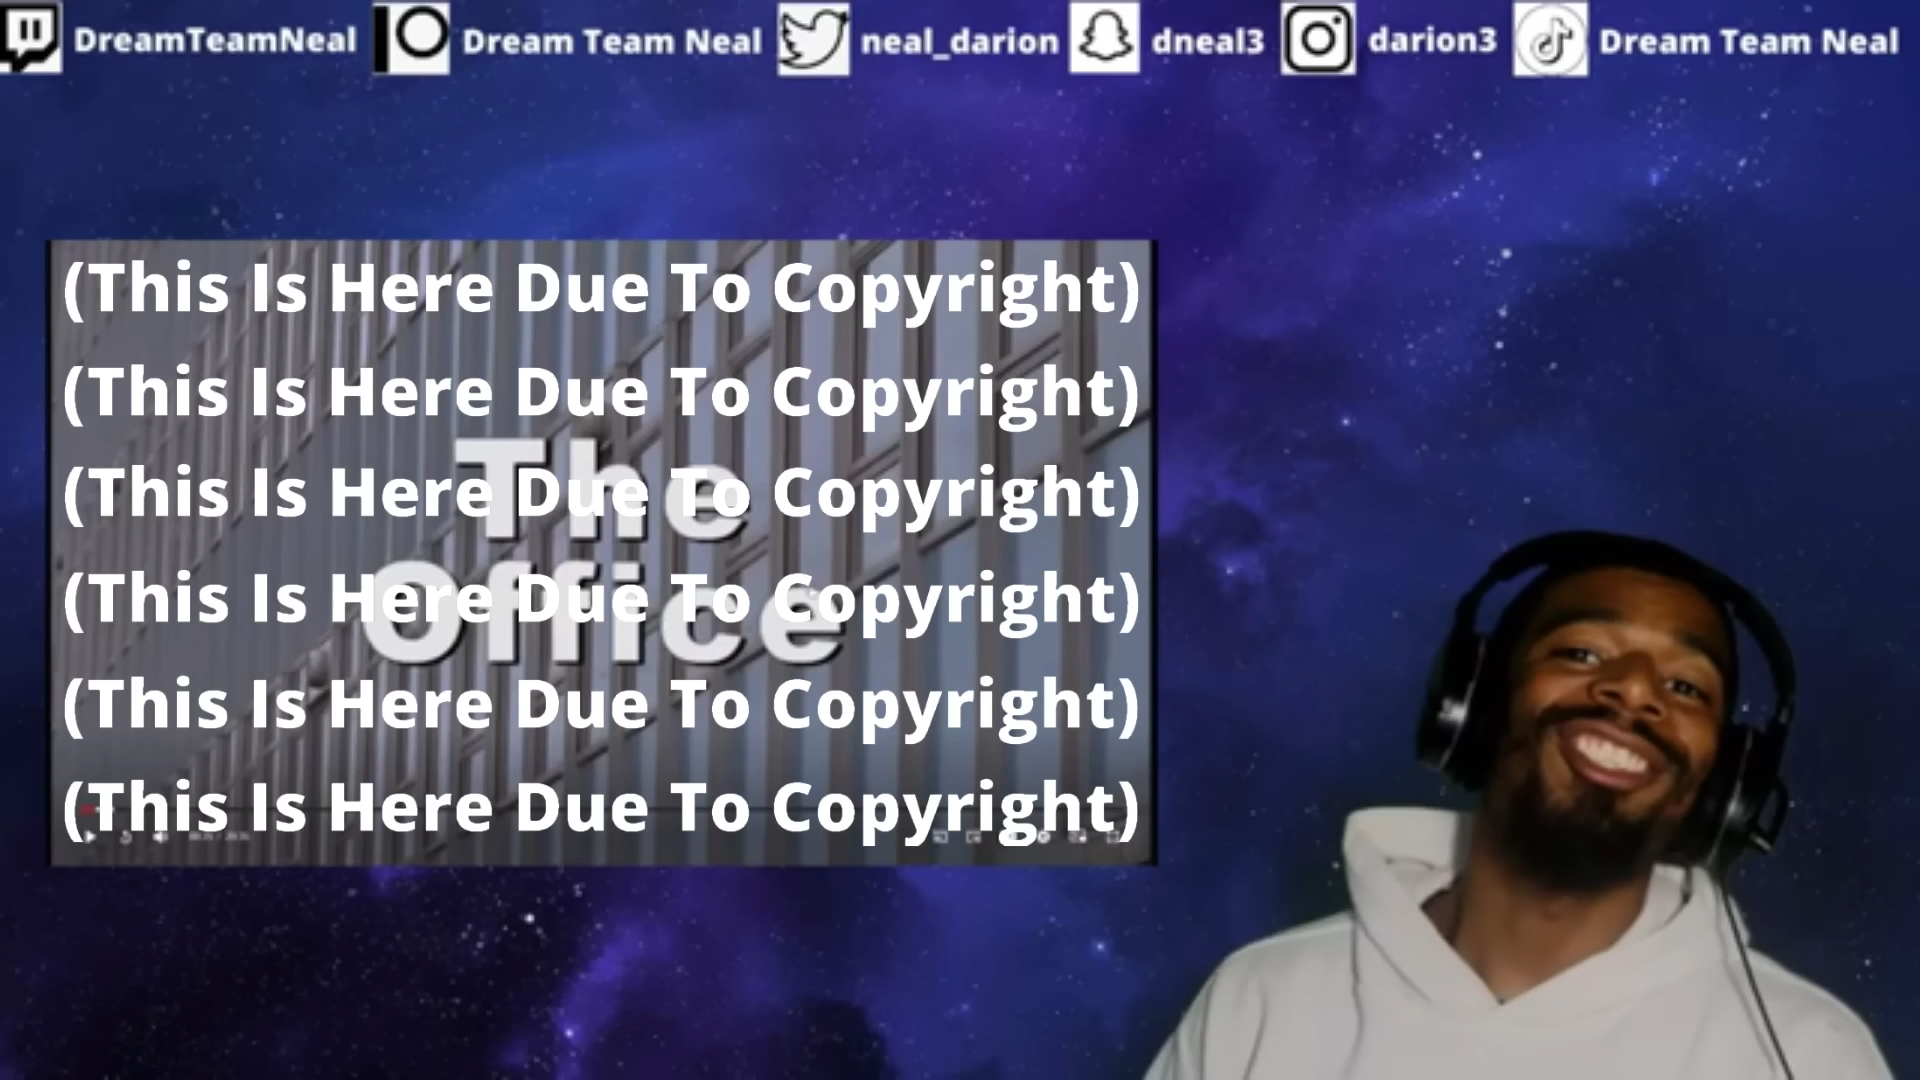 DreamTeamNeal Dream Team Neal neal_darion dneal3 darion3 Dream Team Neal
(This Is Here Due To Copyright)
(This Is Here Due To Copyright)
The
(This Is Here Due To Copyright)
(This Is Here Due To Copyright)
Office
(This Is Here Due To Copyright)
(This Is Here Due To Copyright)